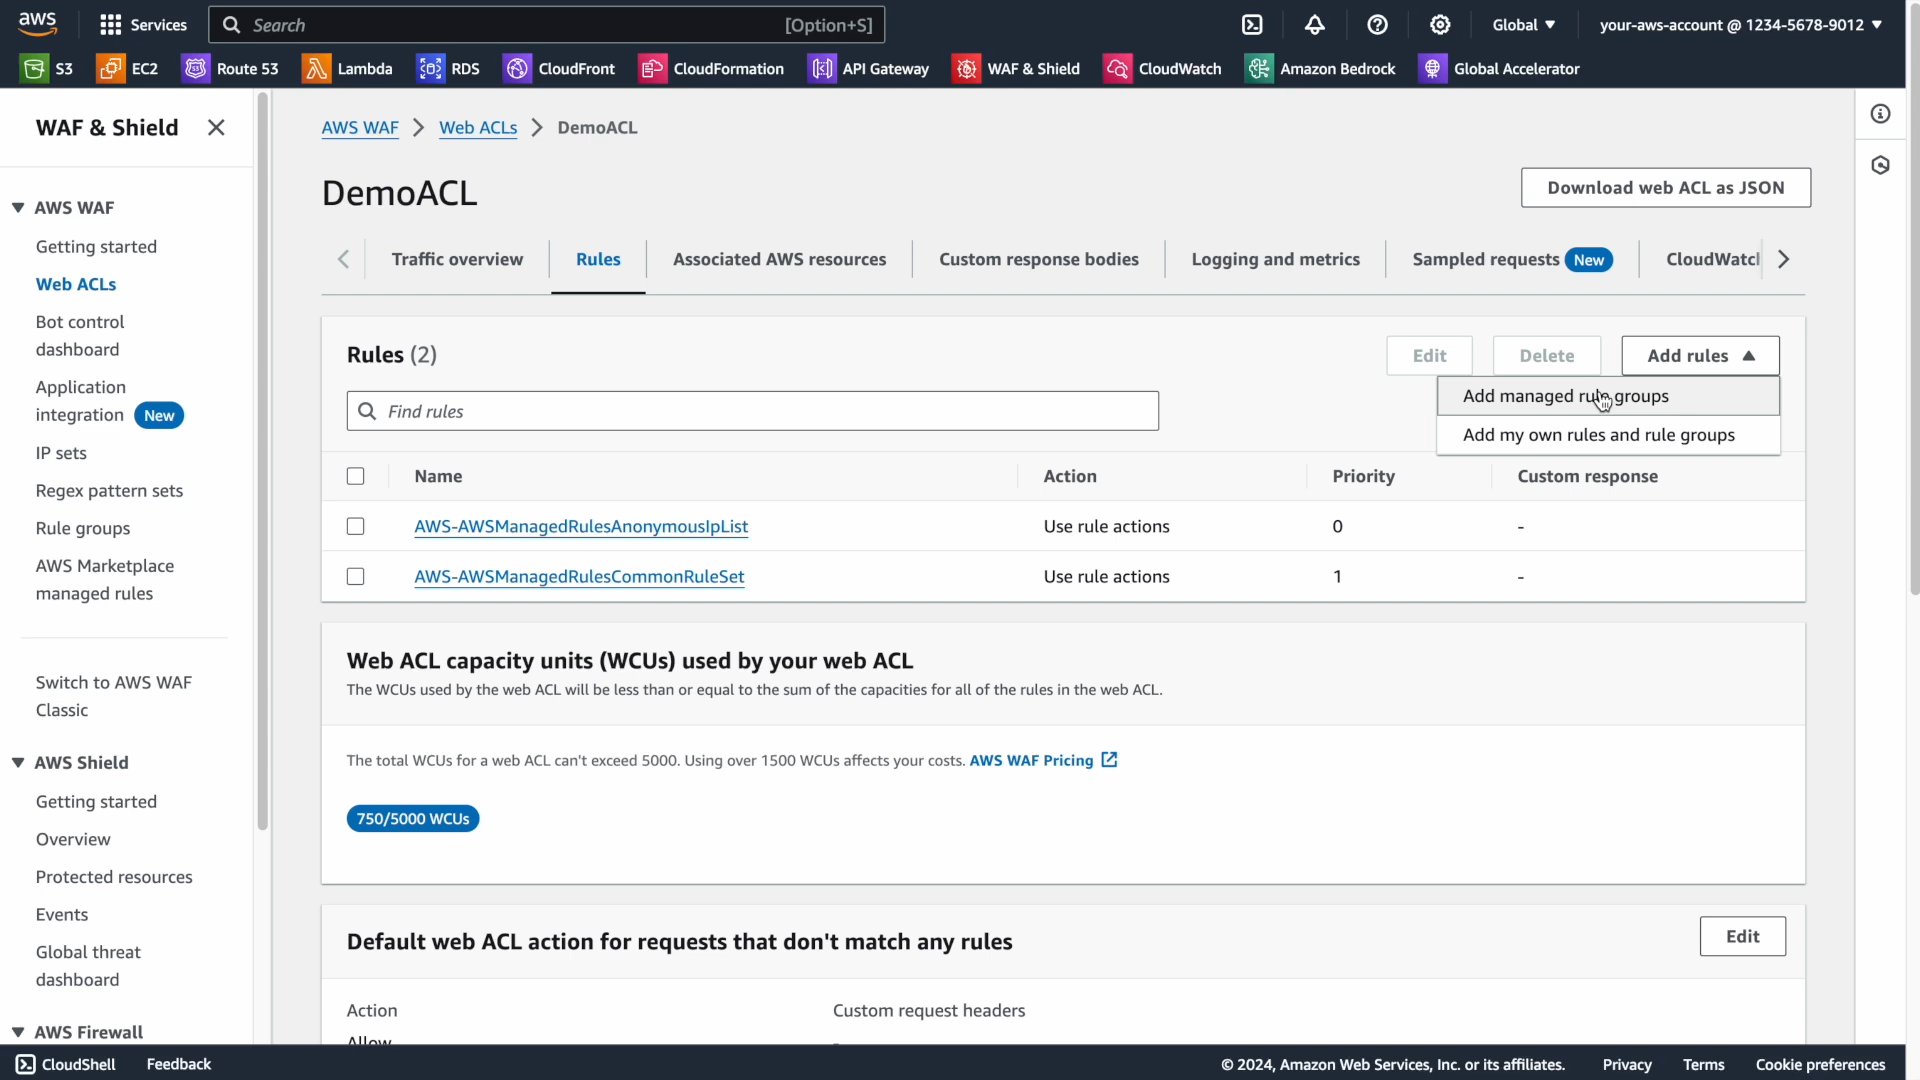 aws
Services
Search
[Option+S]
Global
your-aws-account @ 1234-5678-9012
S3
EC2
Route 53
Lambda
RDS
CloudFront
CloudFormation
API Gateway
WAF & Shield
CloudWatch
Amazon Bedrock
Global Accelerator
WAF & Shield
AWS WAF
Getting started
Web ACLs
Bot control
dashboard
Application
integration New
IP sets
Regex pattern sets
Rule groups
AWS Marketplace
managed rules
Switch to AWS WAF
Classic
AWS Shield
Getting started
Overview
Protected resources
Events
Global threat
dashboard
AWS Firewall
AWS WAF > Web ACLs > DemoACL
DemoACL
Download web ACL as JSON
Traffic overview
Rules
Associated AWS resources
Custom response bodies
Logging and metrics
Sampled requests New
CloudWatch
Rules (2)
Edit
Delete
Add rules
Find rules
Add managed rule groups
Add my own rules and rule groups
Name Action Priority Custom response
AWS-AWSManagedRulesAnonymousIpList Use rule actions 0 -
AWS-AWSManagedRulesCommonRuleSet Use rule actions 1 -
Web ACL capacity units (WCUs) used by your web ACL
The WCUs used by the web ACL will be less than or equal to the sum of the capacities for all of the rules in the web ACL.
The total WCUs for a web ACL can't exceed 5000. Using over 1500 WCUs affects your costs. AWS WAF Pricing
750/5000 WCUs
Default web ACL action for requests that don't match any rules
Edit
Action
Custom request headers
Allow
-
CloudShell
Feedback
© 2024, Amazon Web Services, Inc. or its affiliates.
Privacy
Terms
Cookie preferences